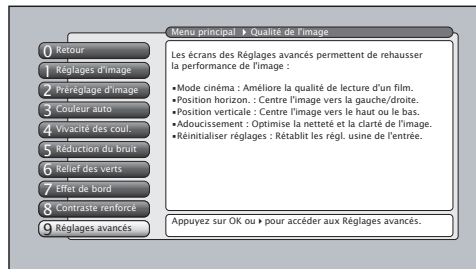 Menu principal ▸ Qualité de l'image
0 Retour
1 Réglages d'image
2 Préréglage d'image
3 Couleur auto
4 Vivacité des coul.
5 Réduction du bruit
6 Relief des verts
7 Effet de bord
8 Contraste renforcé
9 Réglages avancés
Les écrans des Réglages avancés permettent de rehausser
la performance de l'image :
▪Mode cinéma : Améliore la qualité de lecture d'un film.
▪Position horizon. : Centre l'image vers la gauche/droite.
▪Position verticale : Centre l'image vers le haut ou le bas.
▪Adoucissement : Optimise la netteté et la clarté de l'image.
▪Réinitialiser réglages : Rétablit les régl. usine de l'entrée.
Appuyez sur OK ou ▸ pour accéder aux Réglages avancés.